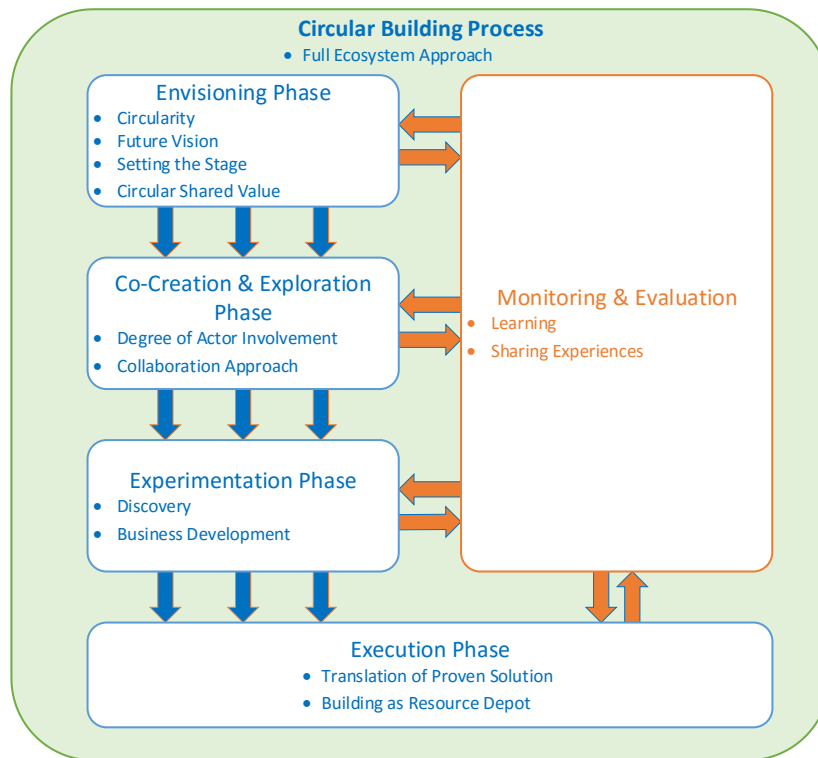 Circular Building Process
• Full Ecosystem Approach
Envisioning Phase
• Circularity
• Future Vision
• Setting the Stage
• Circular Shared Value
Co-Creation & Exploration
Phase
• Degree of Actor Involvement
• Collaboration Approach
Experimentation Phase
• Discovery
• Business Development
Monitoring & Evaluation
• Learning
• Sharing Experiences
Execution Phase
• Translation of Proven Solution
• Building as Resource Depot